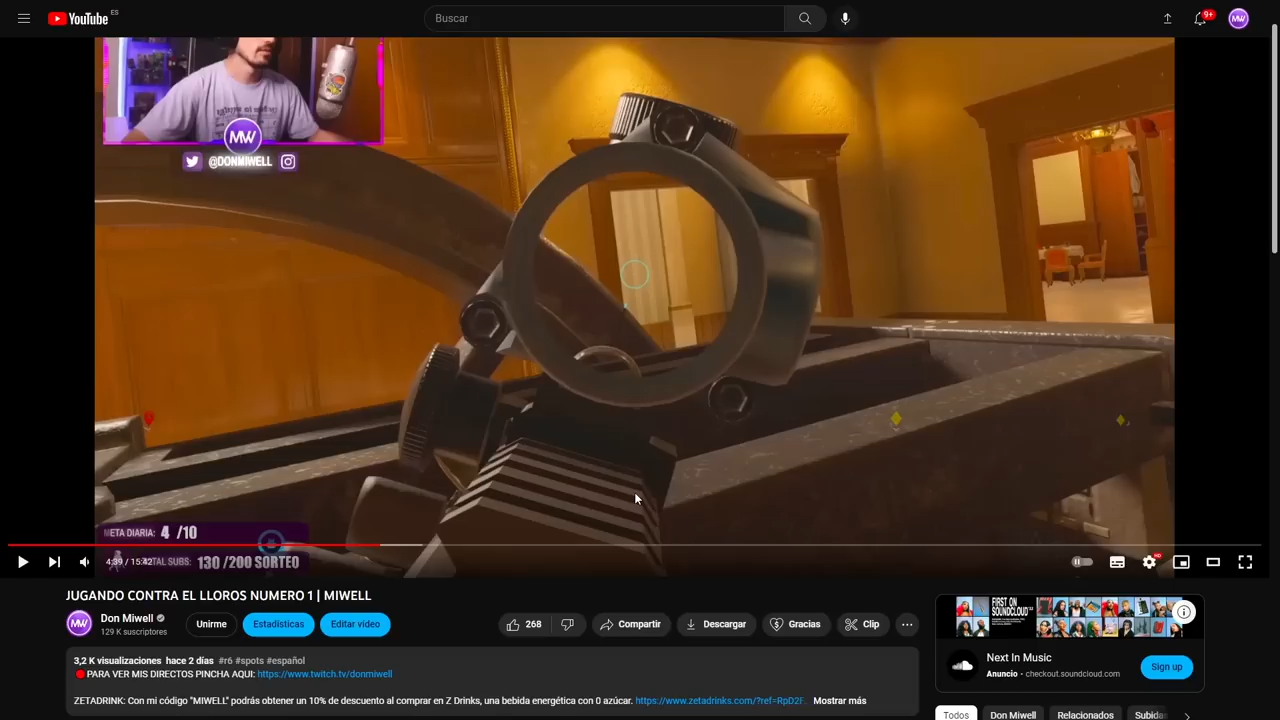 YouTube ES
Buscar
9+
MW
MW
@DONMIWELL
META DIARIA: 4 /10
TOTAL SUBS: 130 /200 SORTEO
4:39 / 15:42
HD
JUGANDO CONTRA EL LLOROS NUMERO 1 | MIWELL
MW
Don Miwell
129 K suscriptores
Unirme
Estadísticas
Editar vídeo
268
Compartir
Descargar
Gracias
Clip
3,2 K visualizaciones hace 2 días #r6 #spots #español
PARA VER MIS DIRECTOS PINCHA AQUI: https://www.twitch.tv/donmiwell
ZETADRINK: Con mi código "MIWELL" podrás obtener un 10% de descuento al comprar en Z Drinks, una bebida energética con 0 azúcar. https://www.zetadrinks.com/?ref=RpD2F Mostrar más
FIRST ON
SOUNDCLOUD
Next In Music
Anuncio • checkout.soundcloud.com
Sign up
Todos
Don Miwell
Relacionados
Subida